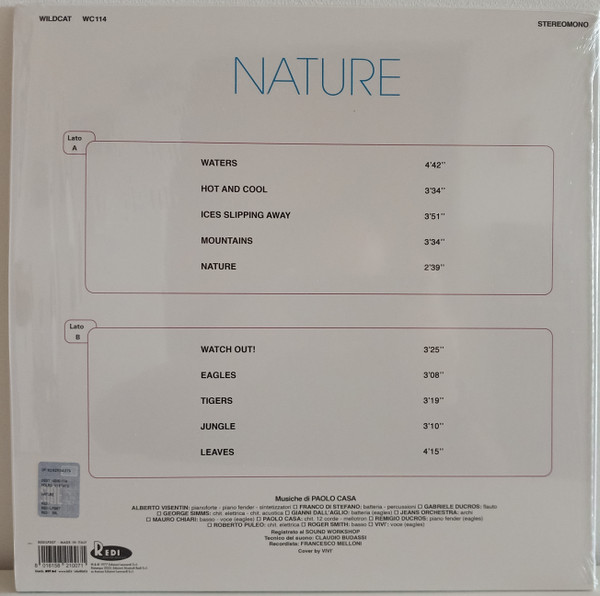 WILDCAT WC114
STEREOMONO
NATURE
Lato
A
WATERS 4'42''
HOT AND COOL 3'34''
ICES SLIPPING AWAY 3'51''
MOUNTAINS 3'34''
NATURE 2'39''
Lato
B
WATCH OUT! 3'25''
EAGLES 3'08''
TIGERS 3'19''
JUNGLE 3'10''
LEAVES 4'15''
Musiche di PAOLO CASA
ALBERTO VISENTIN: pianoforte - piano fender - sintetizzatori □ FRANCO DI STEFANO: batteria - percussioni □ GABRIELE DUCROS: flauto
□ GEORGE SIMMS: chit. elettrica - chit. acustica □ GIANNI DALL'AGLIO: batteria (eagles) □ JEANS ORCHESTRA: archi
□ MAURO CHIARI: basso - voce (eagles) □ PAOLO CASA: chit. 12 corde - mellotron □ REMIGIO DUCROS: piano fender (eagles)
□ ROBERTO PULEO: chit. elettrica □ ROGER SMITH: basso □ VIVI': voce (eagles)
Registrato al SOUND WORKSHOP
Tecnico del suono: CLAUDIO BUDASSI
Recordista: FRANCESCO MELLONI
Cover by VIVI'
MADE IN ITALY
REDI
8 016158 210071